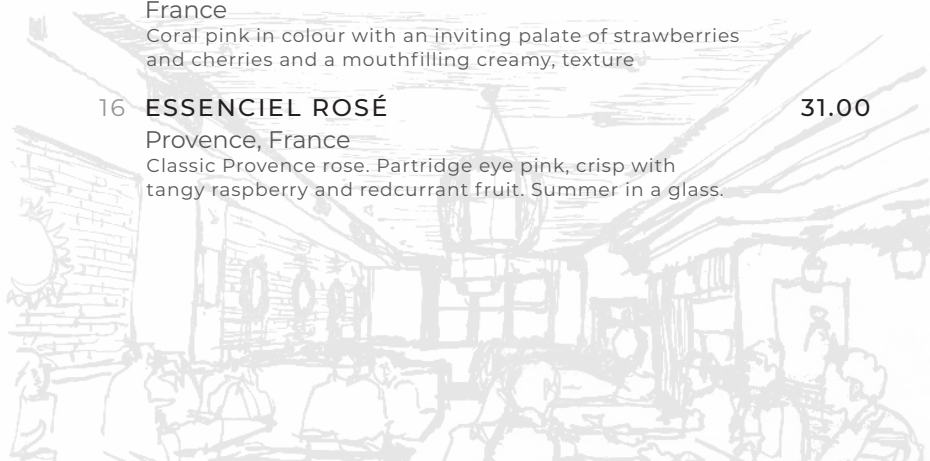 France
Coral pink in colour with an inviting palate of strawberries
and cherries and a mouthfilling creamy, texture
16 ESSENCIEL ROSÉ 31.00
Provence, France
Classic Provence rose. Partridge eye pink, crisp with
tangy raspberry and redcurrant fruit. Summer in a glass.